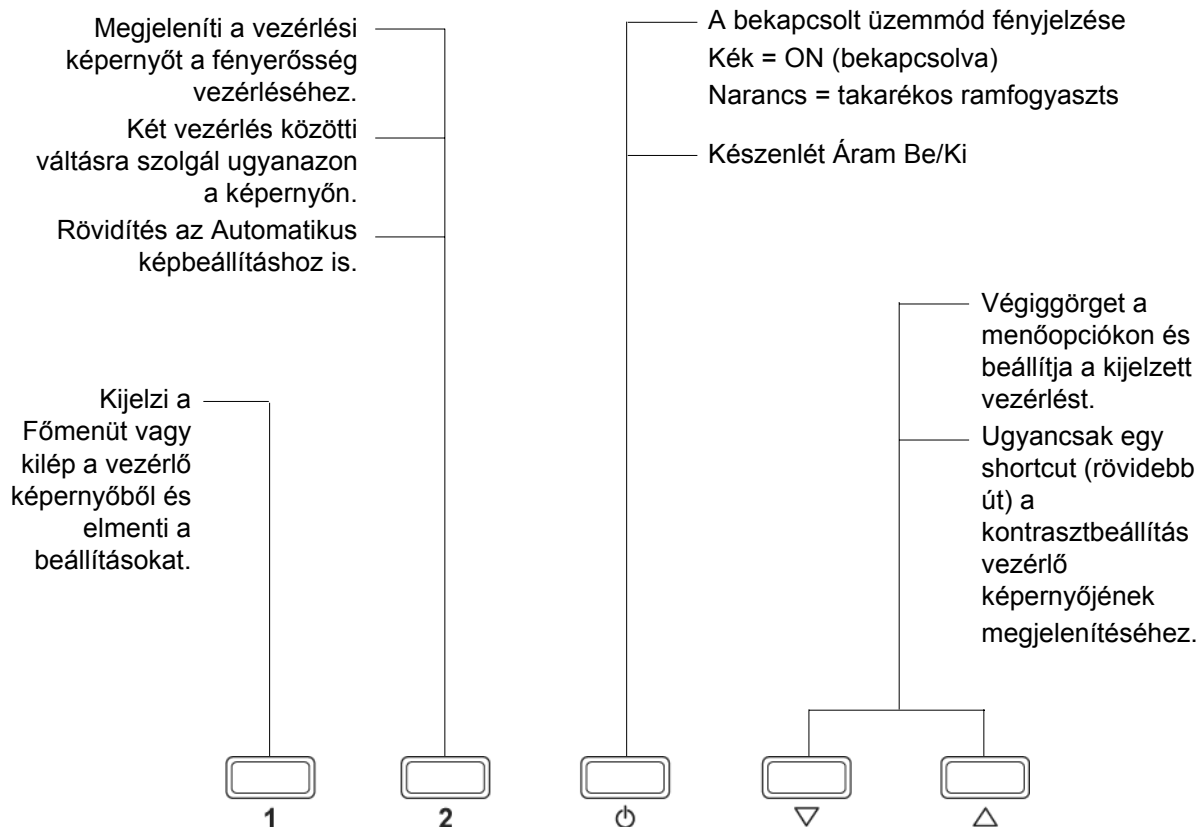 Megjeleníti a vezérlési
képernyőt a fényerősség
vezérléséhez.
Két vezérlés közötti
váltásra szolgál ugyanazon
a képernyőn.
Rövidítés az Automatikus
képbeállításhoz is.
A bekapcsolt üzemmód fényjelzése
Kék = ON (bekapcsolva)
Narancs = takarékos ramfogyaszts
Készenlét Áram Be/Ki
Kijelzi a
Főmenüt vagy
kilép a vezérlő
képernyőből és
elmenti a
beállításokat.
Végiggörget a
menőopciókon és
beállítja a kijelzett
vezérlést.
Ugyancsak egy
shortcut (rövidebb
út) a
kontrasztbeállítás
vezérlő
képernyőjének
megjelenítéséhez.
1 2